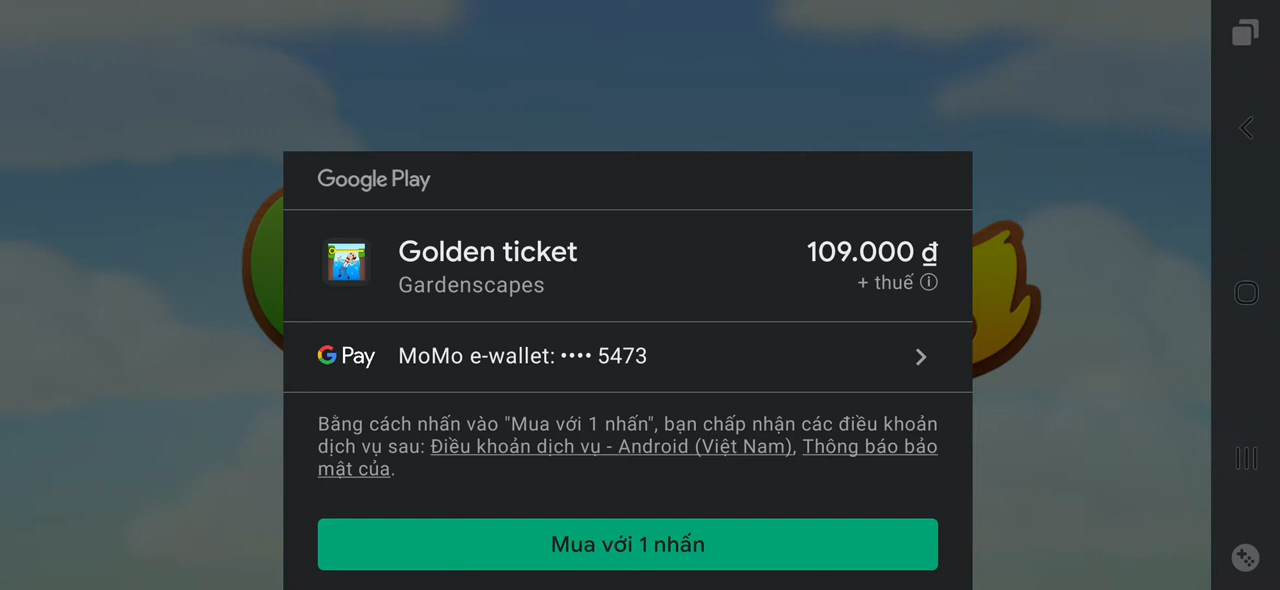 Google Play
Golden ticket
109.000 ₫
Gardenscapes
+ thuế
G Pay
MoMo e-wallet: •••• 5473
Bằng cách nhấn vào "Mua với 1 nhấn", bạn chấp nhận các điều khoản
dịch vụ sau: Điều khoản dịch vụ - Android (Việt Nam), Thông báo bảo
mật của.
Mua với 1 nhấn